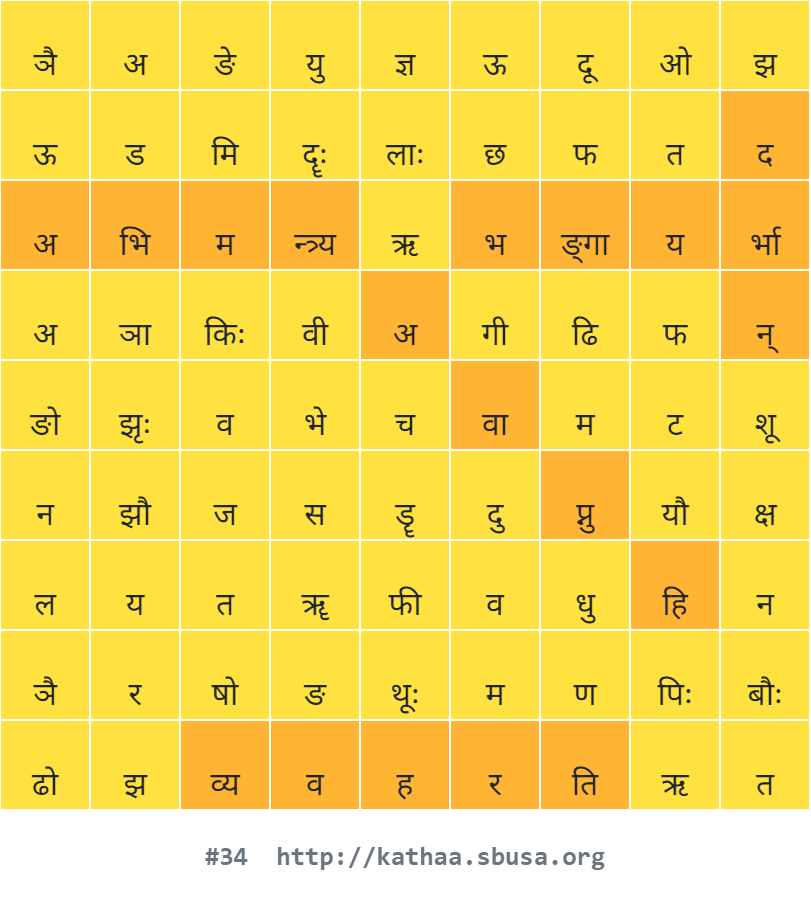 ञै अ ङे यु ज्ञ ऊ दू ओ झ
ऊ ड मि दॄः लाः छ फ त द
अ भि म न्त्र्य ऋ भ ङ्गा य र्भा
अ ञा किः वी अ गी ढि फ न्
ङो झृः व भे च वा म ट शू
न झौ ज स डॄ दु प्नु यौ क्ष
ल य त ॠ फी व धु हि न
ञै र षो ङ थूः म ण पिः बौः
ढो झ व्य व ह र ति ऋ त
#34 http://kathaa.sbusa.org